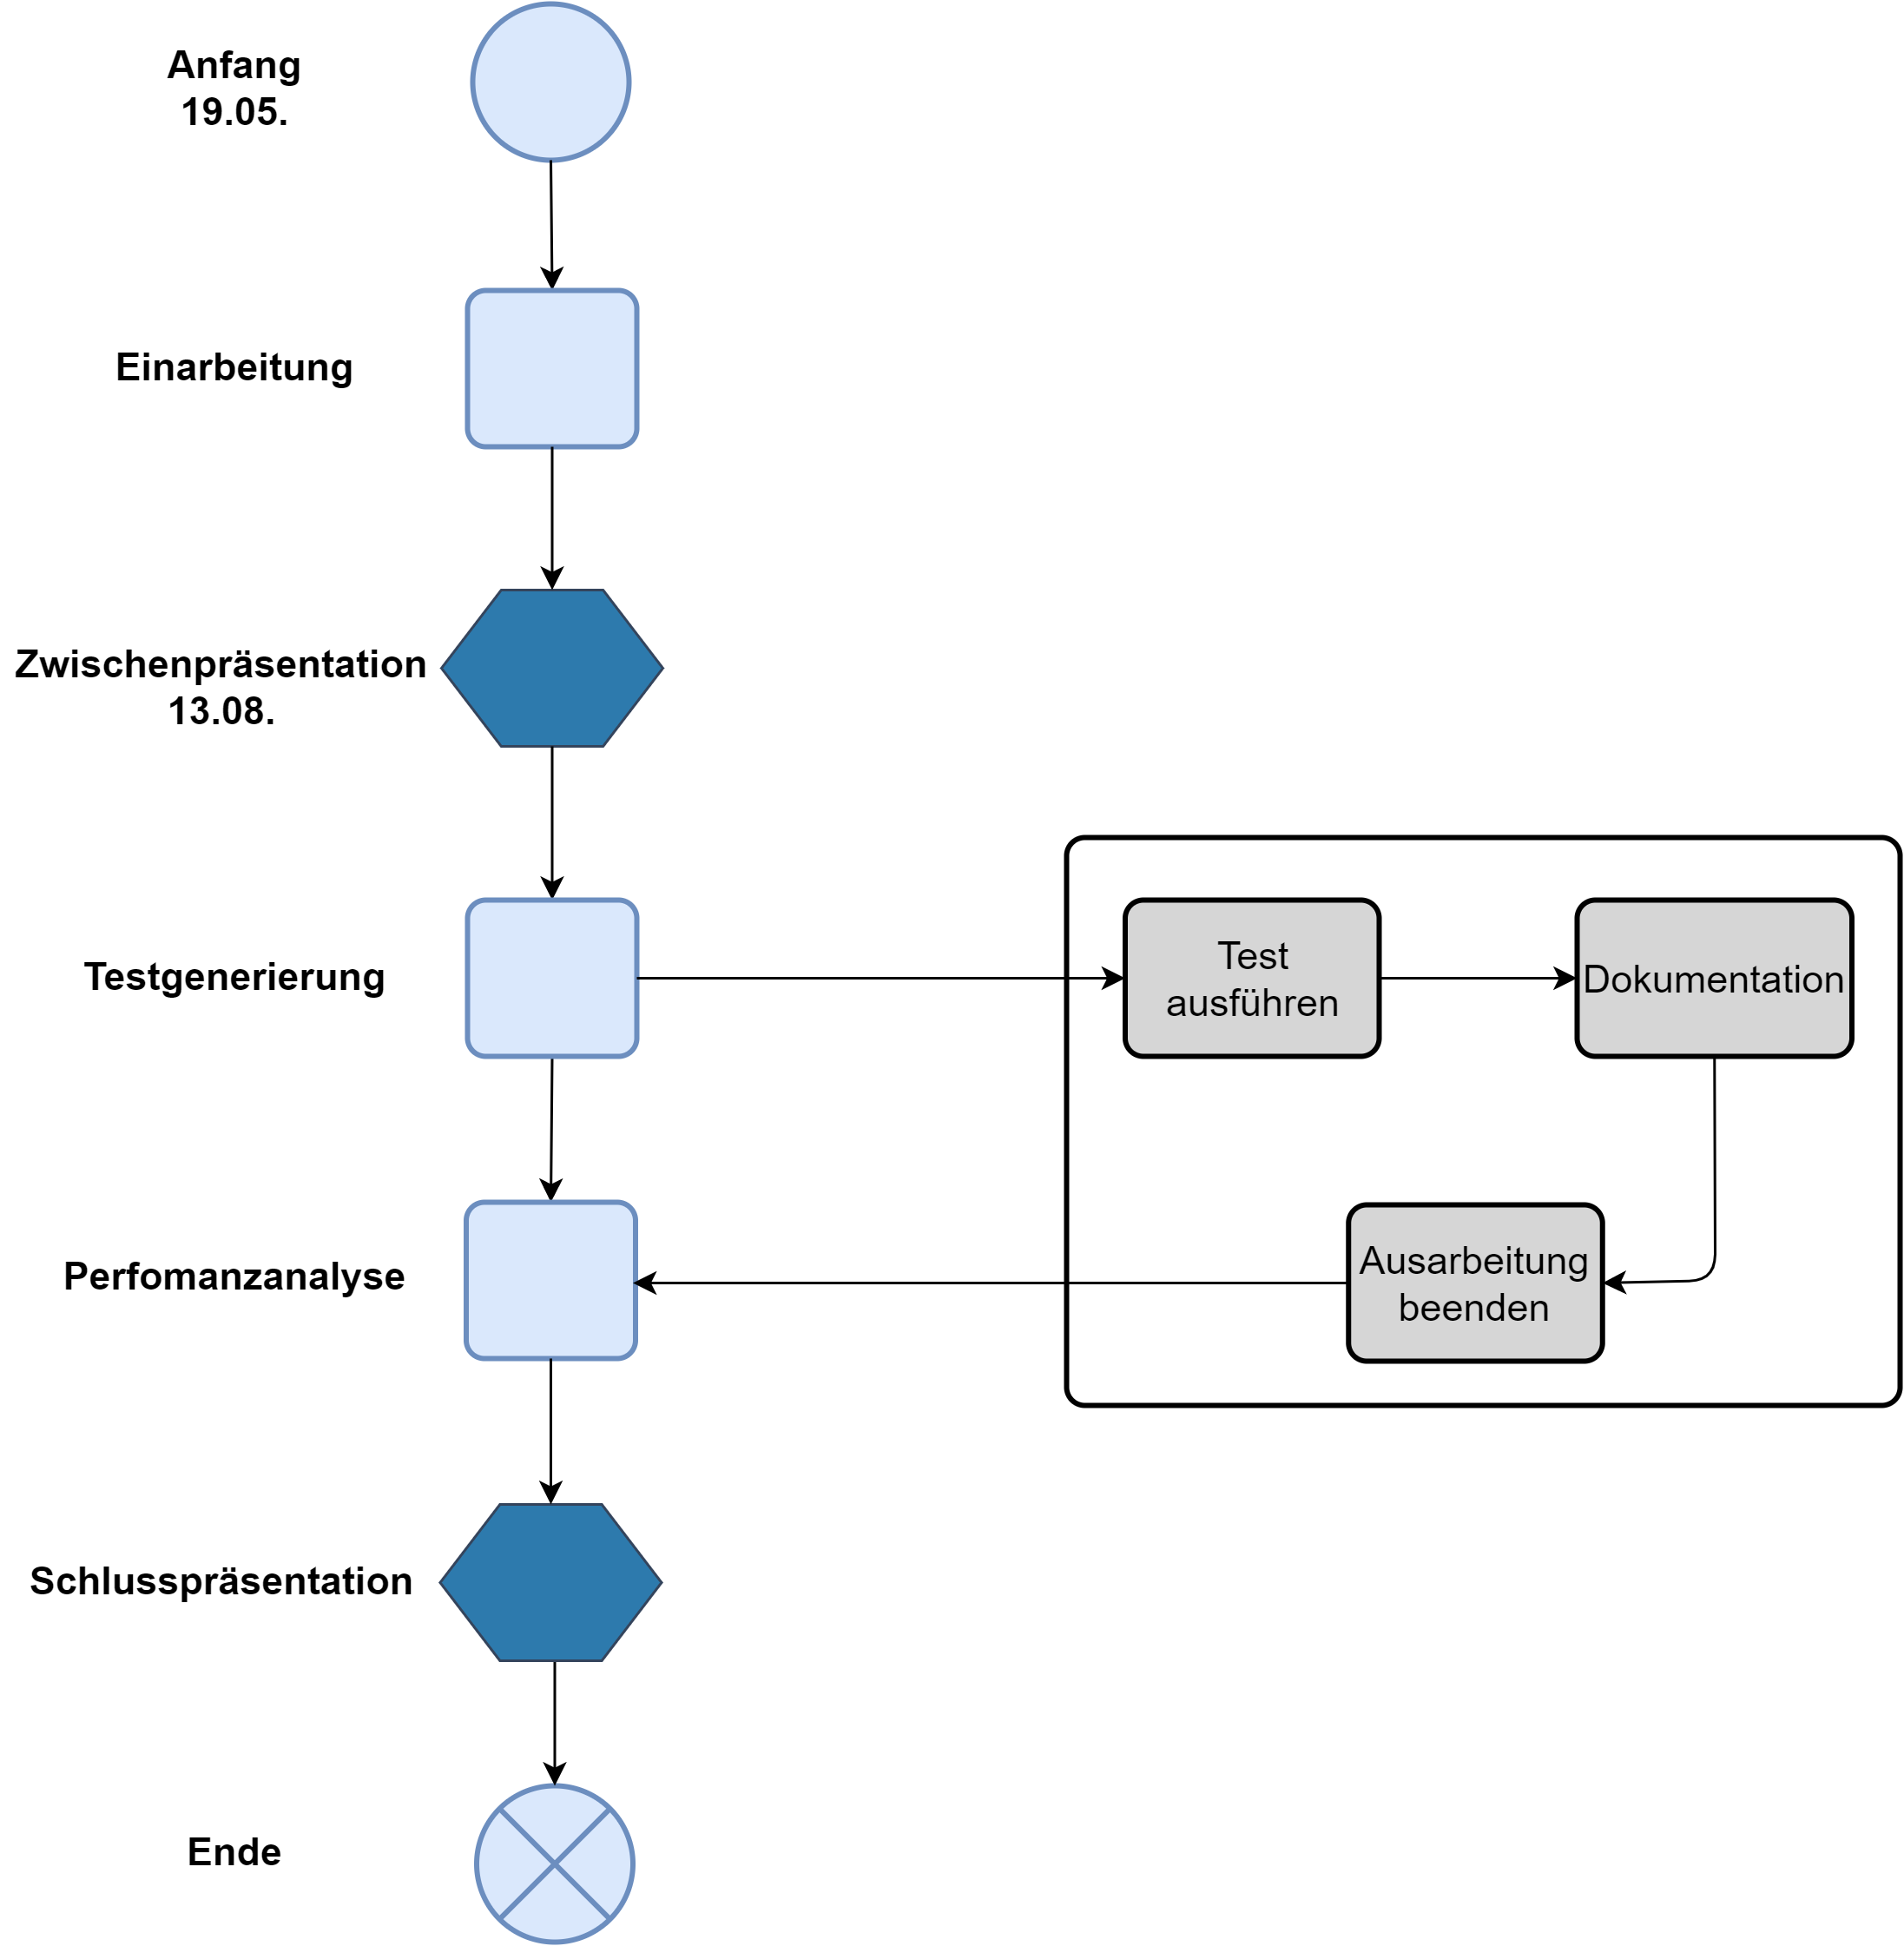 Anfang
19.05.
Einarbeitung
Zwischenpräsentation
13.08.
Testgenerierung
Test
ausführen
Dokumentation
Perfomanzanalyse
Ausarbeitung
beenden
Schlusspräsentation
Ende